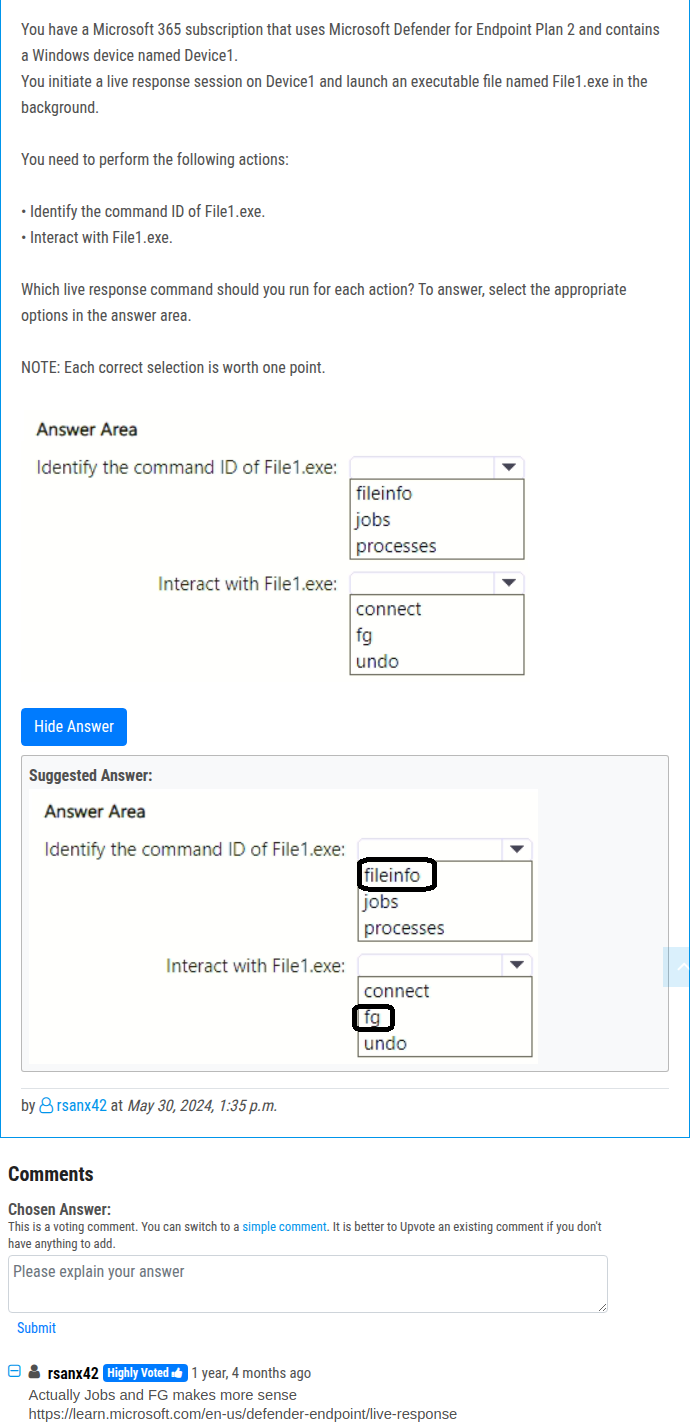 You have a Microsoft 365 subscription that uses Microsoft Defender for Endpoint Plan 2 and contains
a Windows device named Device1.
You initiate a live response session on Device1 and launch an executable file named File1.exe in the
background.
You need to perform the following actions:
• Identify the command ID of File1.exe.
• Interact with File1.exe.
Which live response command should you run for each action? To answer, select the appropriate
options in the answer area.
NOTE: Each correct selection is worth one point.
Answer Area
Identify the command ID of File1.exe:
fileinfo
jobs
processes
Interact with File1.exe:
connect
fg
undo
Hide Answer
Suggested Answer:
Answer Area
Identify the command ID of File1.exe:
fileinfo
jobs
processes
Interact with File1.exe:
connect
fg
undo
by rsanx42 at May 30, 2024, 1:35 p.m.
Comments
Chosen Answer:
This is a voting comment. You can switch to a simple comment. It is better to Upvote an existing comment if you don't
have anything to add.
Please explain your answer
Submit
rsanx42 Highly Voted 1 year, 4 months ago
Actually Jobs and FG makes more sense
https://learn.microsoft.com/en-us/defender-endpoint/live-response